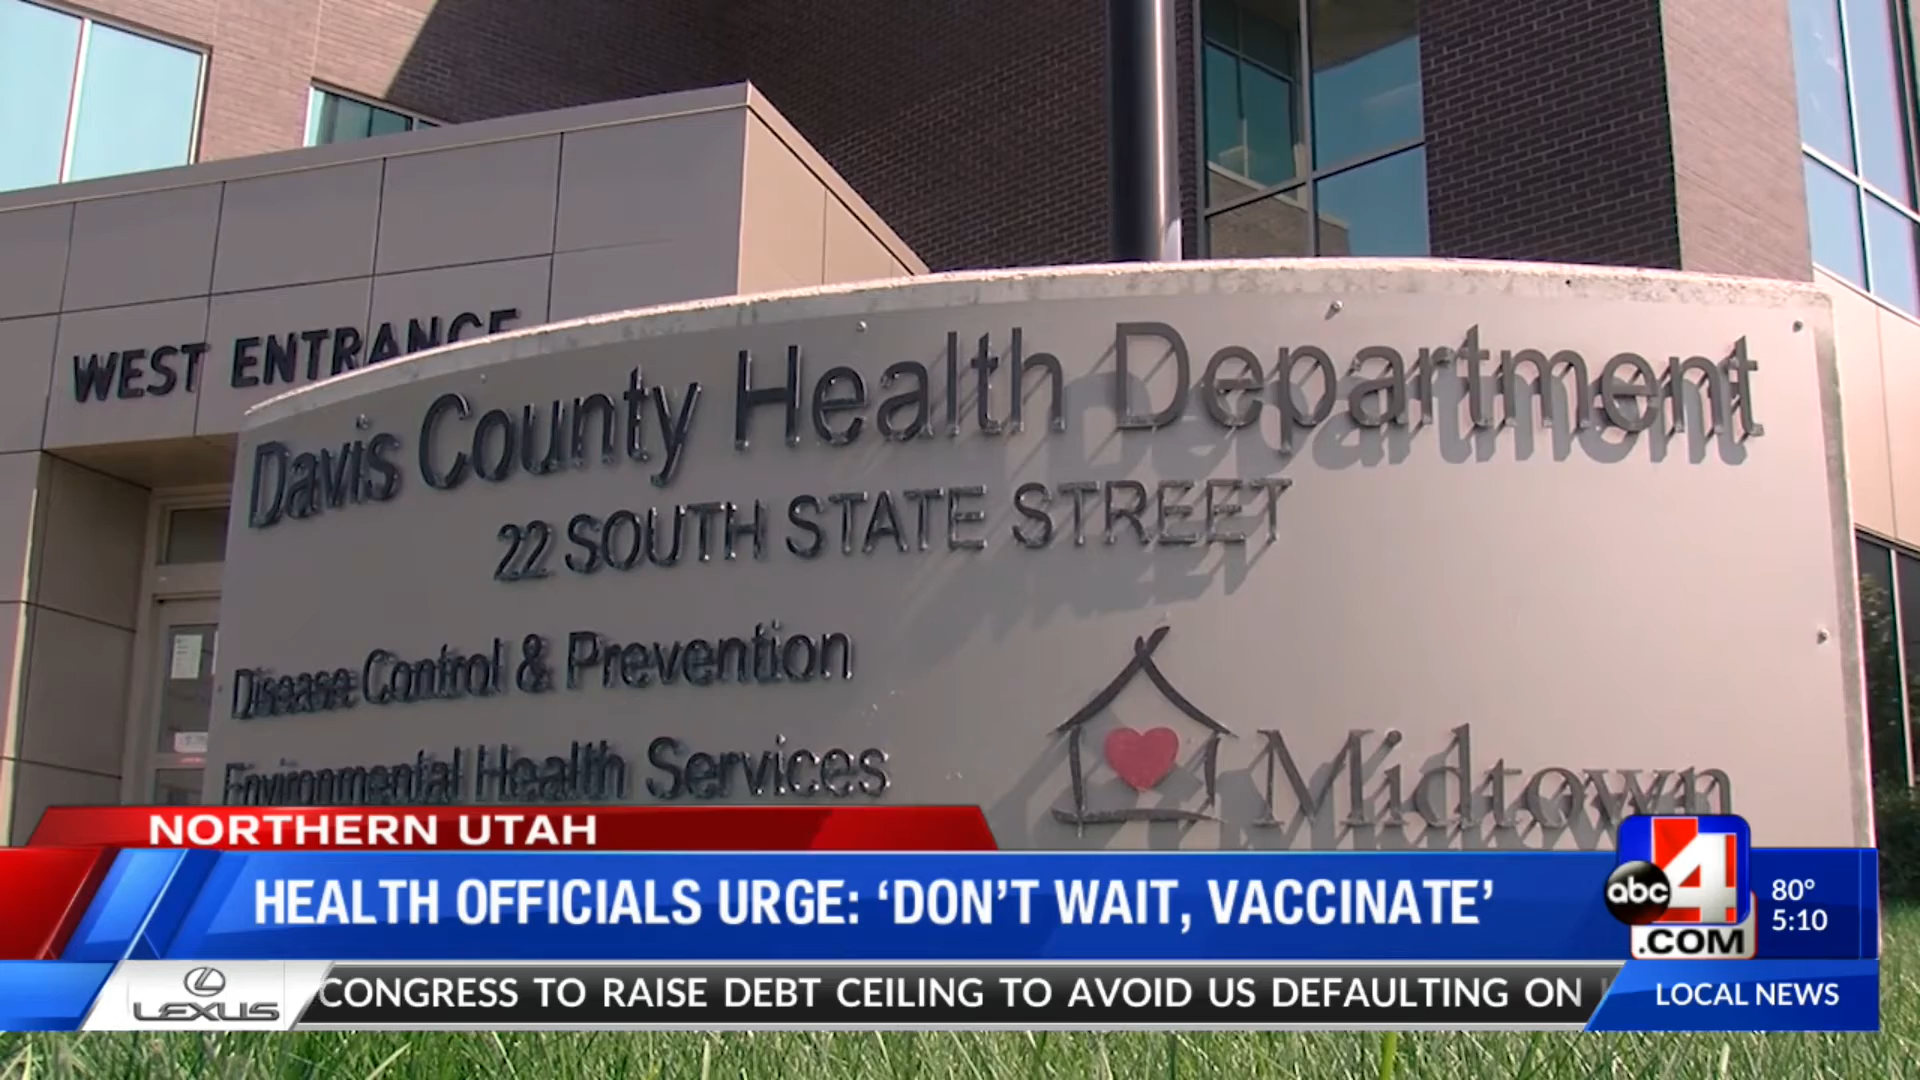 WEST ENTRANCE
Davis County Health Department
22 SOUTH STATE STREET
Disease Control & Prevention
Environmental Health Services
Midtown
NORTHERN UTAH
HEALTH OFFICIALS URGE: ‘DON’T WAIT, VACCINATE’
abc
4
.COM
80°
5:10
LEXUS
CONGRESS TO RAISE DEBT CEILING TO AVOID US DEFAULTING ON
LOCAL NEWS